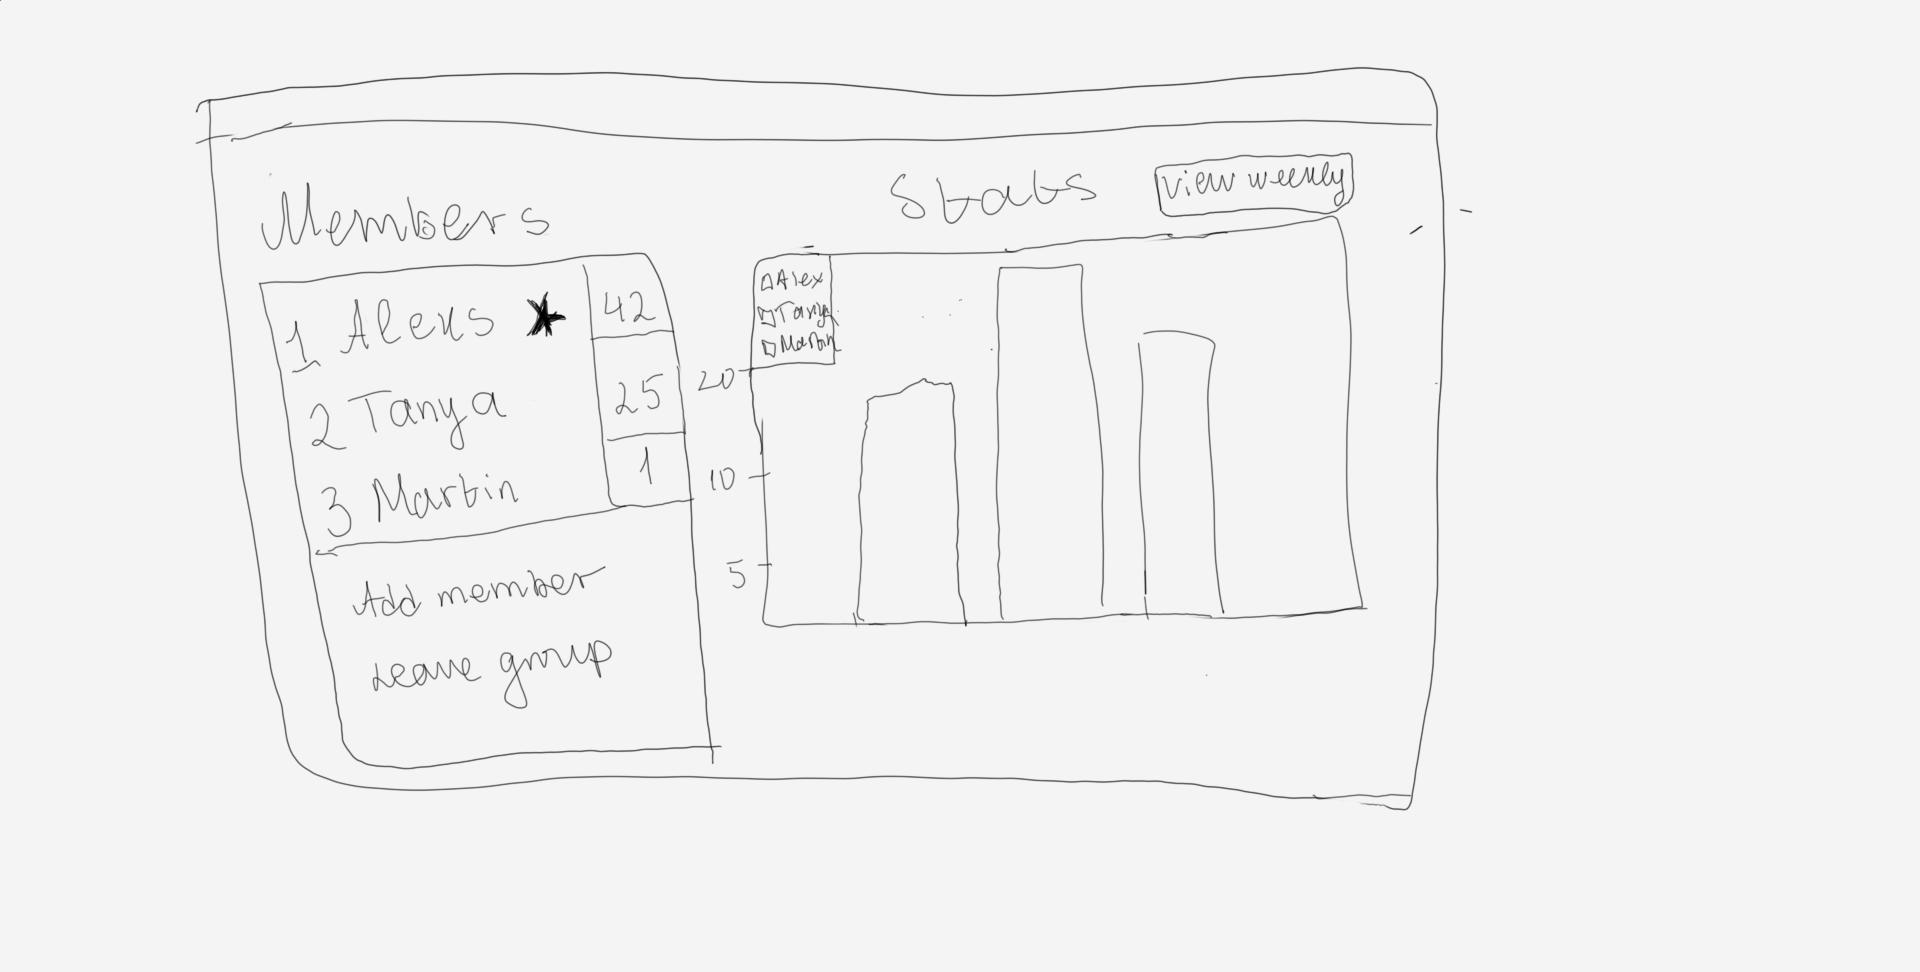 Members
1 Aleks ★ 42
2 Tanya 25
3 Martin 1
Add member
Leave group
Stats
view weekly
Alex
Tanya
Martin
20
10
5